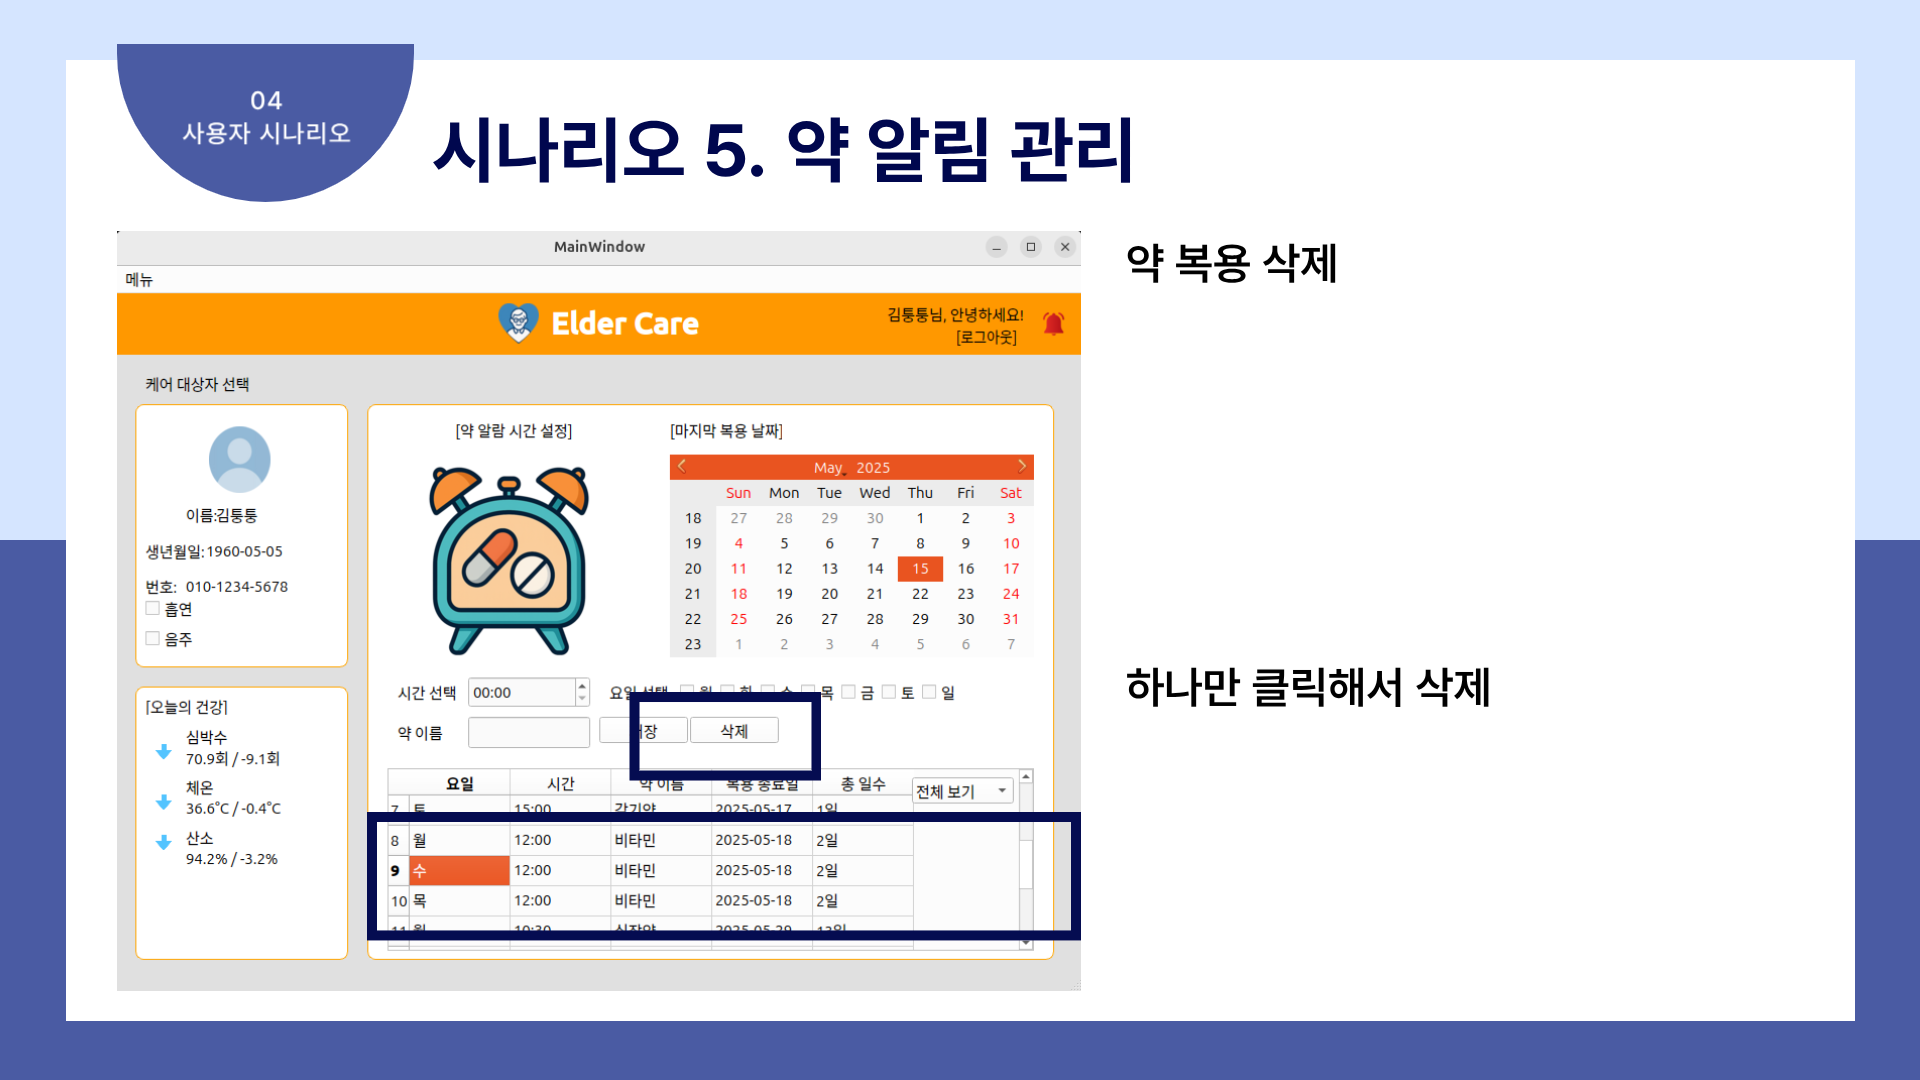 04
사용자 시나리오
시나리오 5. 약 알림 관리
MainWindow
메뉴
Elder Care
김통통님, 안녕하세요!
[로그아웃]
케어 대상자 선택
이름:김통통
생년월일:1960-05-05
번호: 010-1234-5678
흡연
음주
[오늘의 건강]
심박수
70.9회 / -9.1회
체온
36.6°C / -0.4°C
산소
94.2% / -3.2%
[약 알람 시간 설정]
[마지막 복용 날짜]
May, 2025
Sun Mon Tue Wed Thu Fri Sat
18 27 28 29 30 1 2 3
19 4 5 6 7 8 9 10
20 11 12 13 14 15 16 17
21 18 19 20 21 22 23 24
22 25 26 27 28 29 30 31
23 1 2 3 4 5 6 7
시간 선택 00:00 요일 선택 월 화 수 목 금 토 일
약 이름 삭제
요일 시간 약 이름 복용 종료일 총 일수 전체 보기
7 토 15:00 감기약 2025-05-17 1일
8 월 12:00 비타민 2025-05-18 2일
9 수 12:00 비타민 2025-05-18 2일
10 목 12:00 비타민 2025-05-18 2일
11 월 10:30 심장약 2025-05-29 13일
약 복용 삭제
하나만 클릭해서 삭제